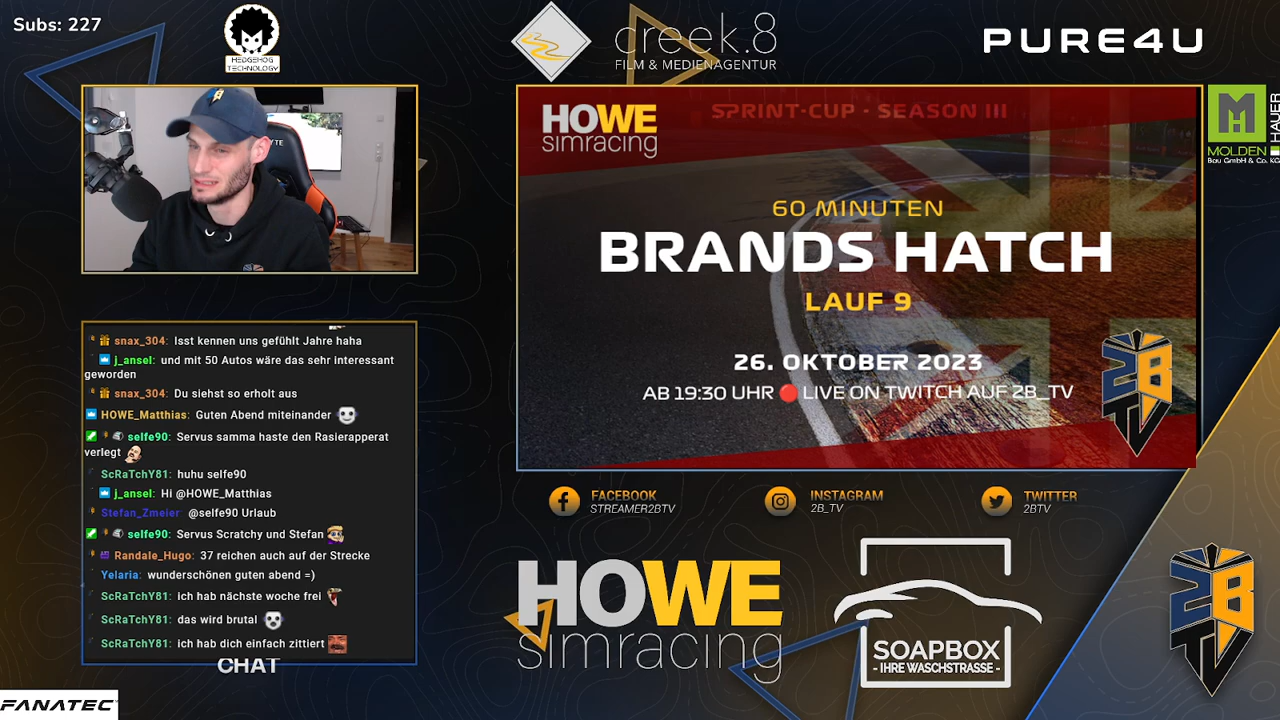 Subs: 227
HEDGEHOG
TECHNOLOGY
creek.8
FILM & MEDIENAGENTUR
PURE4U
HOWE
simracing
SPRINT-CUP · SEASON III
60 MINUTEN
BRANDS HATCH
LAUF 9
26. OKTOBER 2023
AB 19:30 UHR 🔴 LIVE ON TWITCH AUF 2B_TV
2B
TV
MOLDEN
HAUER
Bau GmbH & Co. KG
snax_304: Isst kennen uns gefühlt Jahre haha
j_ansel: und mit 50 Autos wäre das sehr interessant
geworden
snax_304: Du siehst so erholt aus
HOWE_Matthias: Guten Abend miteinander
selfe90: Servus samma haste den Rasierapperat
verlegt
ScRaTchY81: huhu selfe90
j_ansel: Hi @HOWE_Matthias
Stefan_Zmeier: @selfe90 Urlaub
selfe90: Servus Scratchy und Stefan
Randale_Hugo: 37 reichen auch auf der Strecke
Yelaria: wunderschönen guten abend =)
ScRaTchY81: ich hab nächste woche frei
ScRaTchY81: das wird brutal
ScRaTchY81: ich hab dich einfach zittiert
CHAT
FACEBOOK
STREAMER2BTV
INSTAGRAM
2B_TV
TWITTER
2BTV
HOWE
simracing
SOAPBOX
- IHRE WASCHSTRASSE -
2B
TV
FANATEC